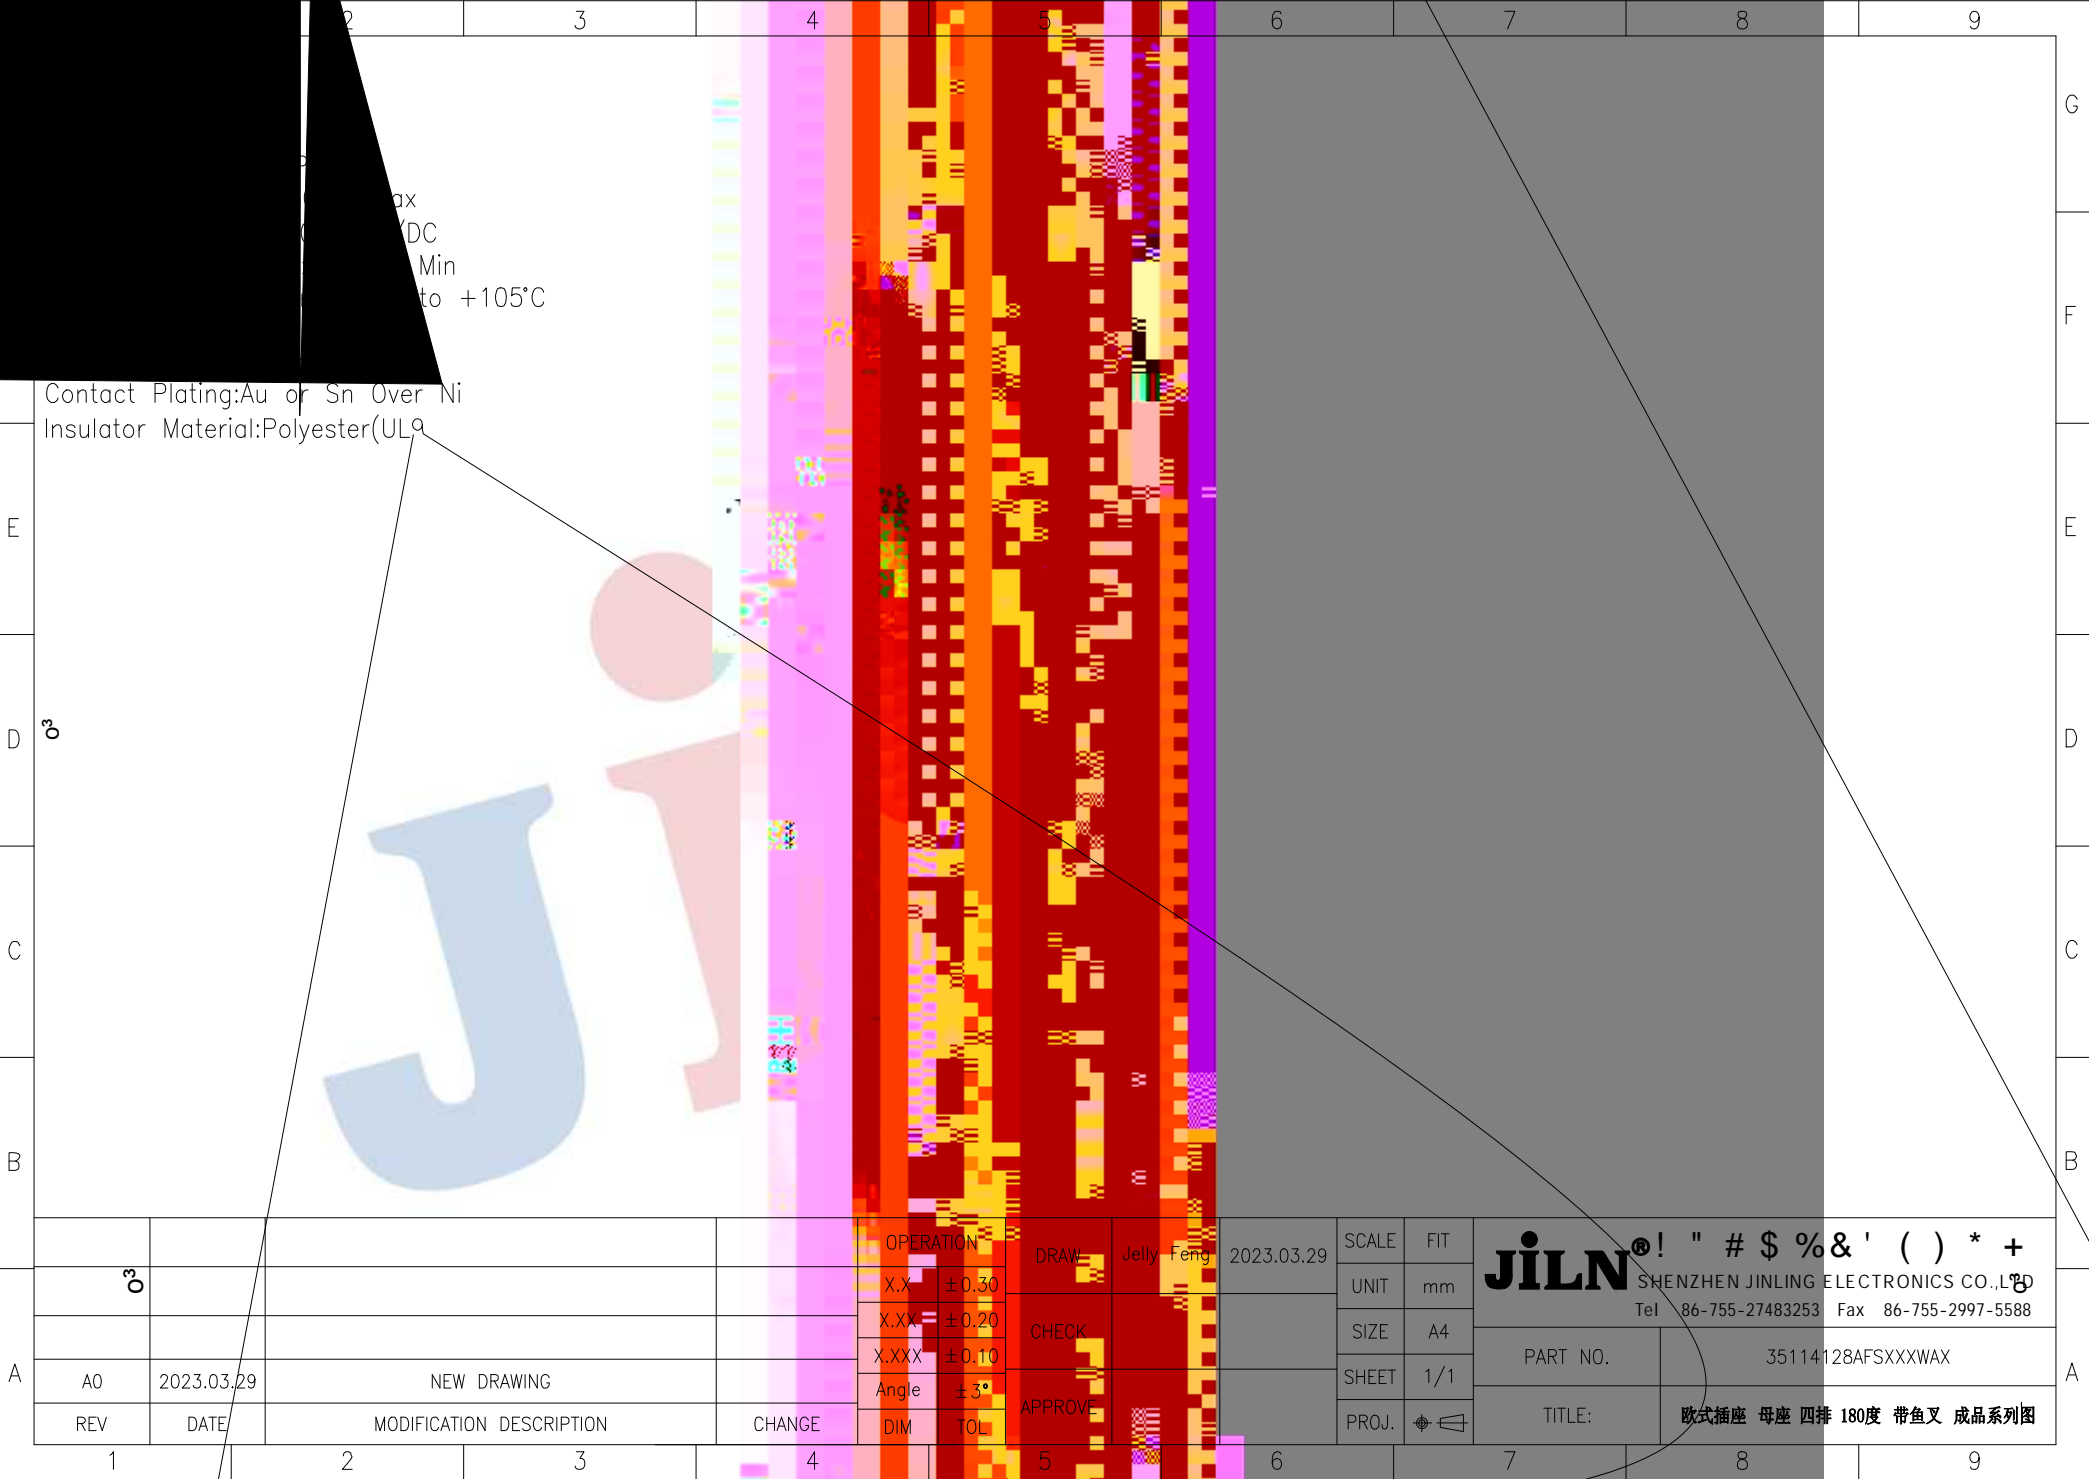 2 3 4 5 6 7 8 9
G
ax
/DC
Min
to +105°C
F
Contact Plating:Au or Sn Over Ni
Insulator Material:Polyester(UL9
E E
D D
C C
B B
A A
Ji
OPERATION
X.X ±0.30
X.XX ±0.20
X.XXX ±0.10
Angle ±3°
DIM TOL
DRAW Jelly Feng 2023.03.29
CHECK
APPROVE
SCALE FIT
UNIT mm
SIZE A4
SHEET 1/1
PROJ.
JiLN®! " # $ %& ' ( ) * +
SHENZHEN JINLING ELECTRONICS CO.,LTD
Tel 86-755-27483253 Fax 86-755-2997-5588
PART NO. 35114128AFSXXXWAX
TITLE: 欧式插座 母座 四排 180度 带鱼叉 成品系列图
A0 2023.03.29 NEW DRAWING
REV DATE MODIFICATION DESCRIPTION CHANGE
1 2 3 4 5 6 7 8 9